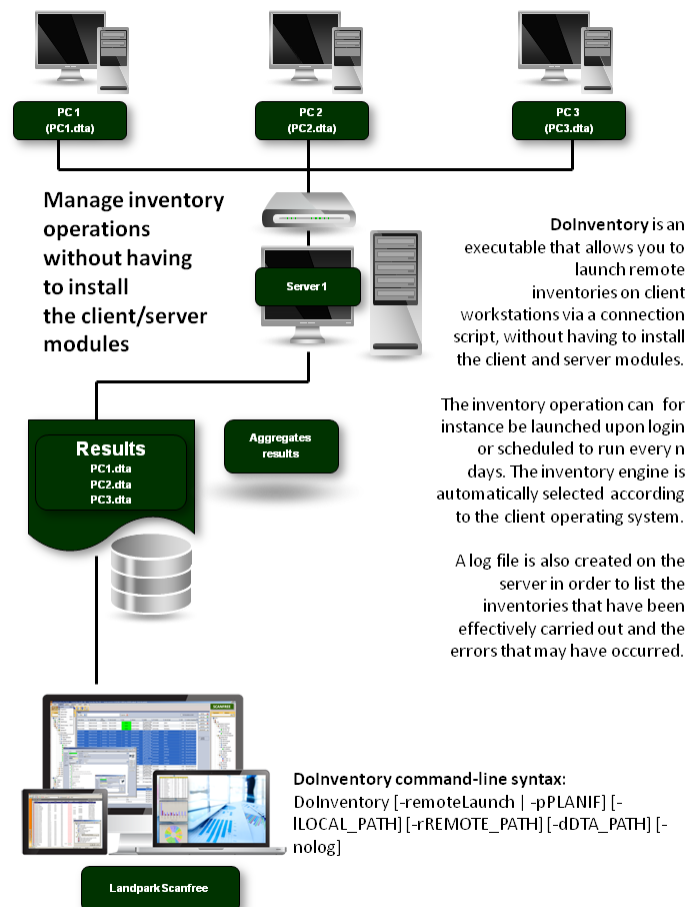 PC 1
(PC1.dta)
PC 2
(PC2.dta)
PC 3
(PC3.dta)
Manage inventory
operations
without having
to install
the client/server
modules
Server 1
DoInventory is an
executable that allows you to
launch remote
inventories on client
workstations via a connection
script, without having to install
the client and server modules.
The inventory operation can for
instance be launched upon login
or scheduled to run every n
days. The inventory engine is
automatically selected according
to the client operating system.
A log file is also created on the
server in order to list the
inventories that have been
effectively carried out and the
errors that may have occurred.
Results
PC1.dta
PC2.dta
PC3.dta
Aggregates
results
SCANFREE
DoInventory command-line syntax:
DoInventory [-remoteLaunch | -pPLANIF] [-
lLOCAL_PATH] [-rREMOTE_PATH] [-dDTA_PATH] [-
nolog]
Landpark Scanfree